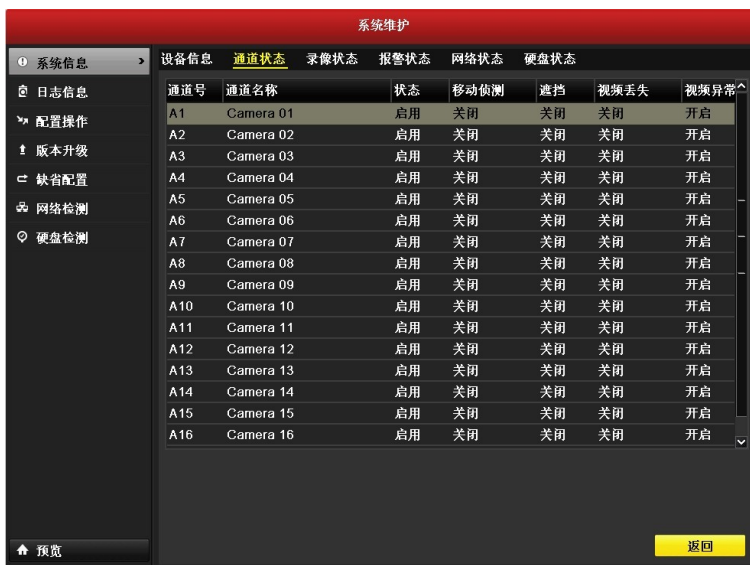 系统维护
系统信息
日志信息
配置操作
版本升级
缺省配置
网络检测
硬盘检测
预览
设备信息 通道状态 录像状态 报警状态 网络状态 硬盘状态
通道号 通道名称 状态 移动侦测 遮挡 视频丢失 视频异常
A1 Camera 01 启用 关闭 关闭 关闭 开启
A2 Camera 02 启用 关闭 关闭 关闭 开启
A3 Camera 03 启用 关闭 关闭 关闭 开启
A4 Camera 04 启用 关闭 关闭 关闭 开启
A5 Camera 05 启用 关闭 关闭 关闭 开启
A6 Camera 06 启用 关闭 关闭 关闭 开启
A7 Camera 07 启用 关闭 关闭 关闭 开启
A8 Camera 08 启用 关闭 关闭 关闭 开启
A9 Camera 09 启用 关闭 关闭 关闭 开启
A10 Camera 10 启用 关闭 关闭 关闭 开启
A11 Camera 11 启用 关闭 关闭 关闭 开启
A12 Camera 12 启用 关闭 关闭 关闭 开启
A13 Camera 13 启用 关闭 关闭 关闭 开启
A14 Camera 14 启用 关闭 关闭 关闭 开启
A15 Camera 15 启用 关闭 关闭 关闭 开启
A16 Camera 16 启用 关闭 关闭 关闭 开启
返回